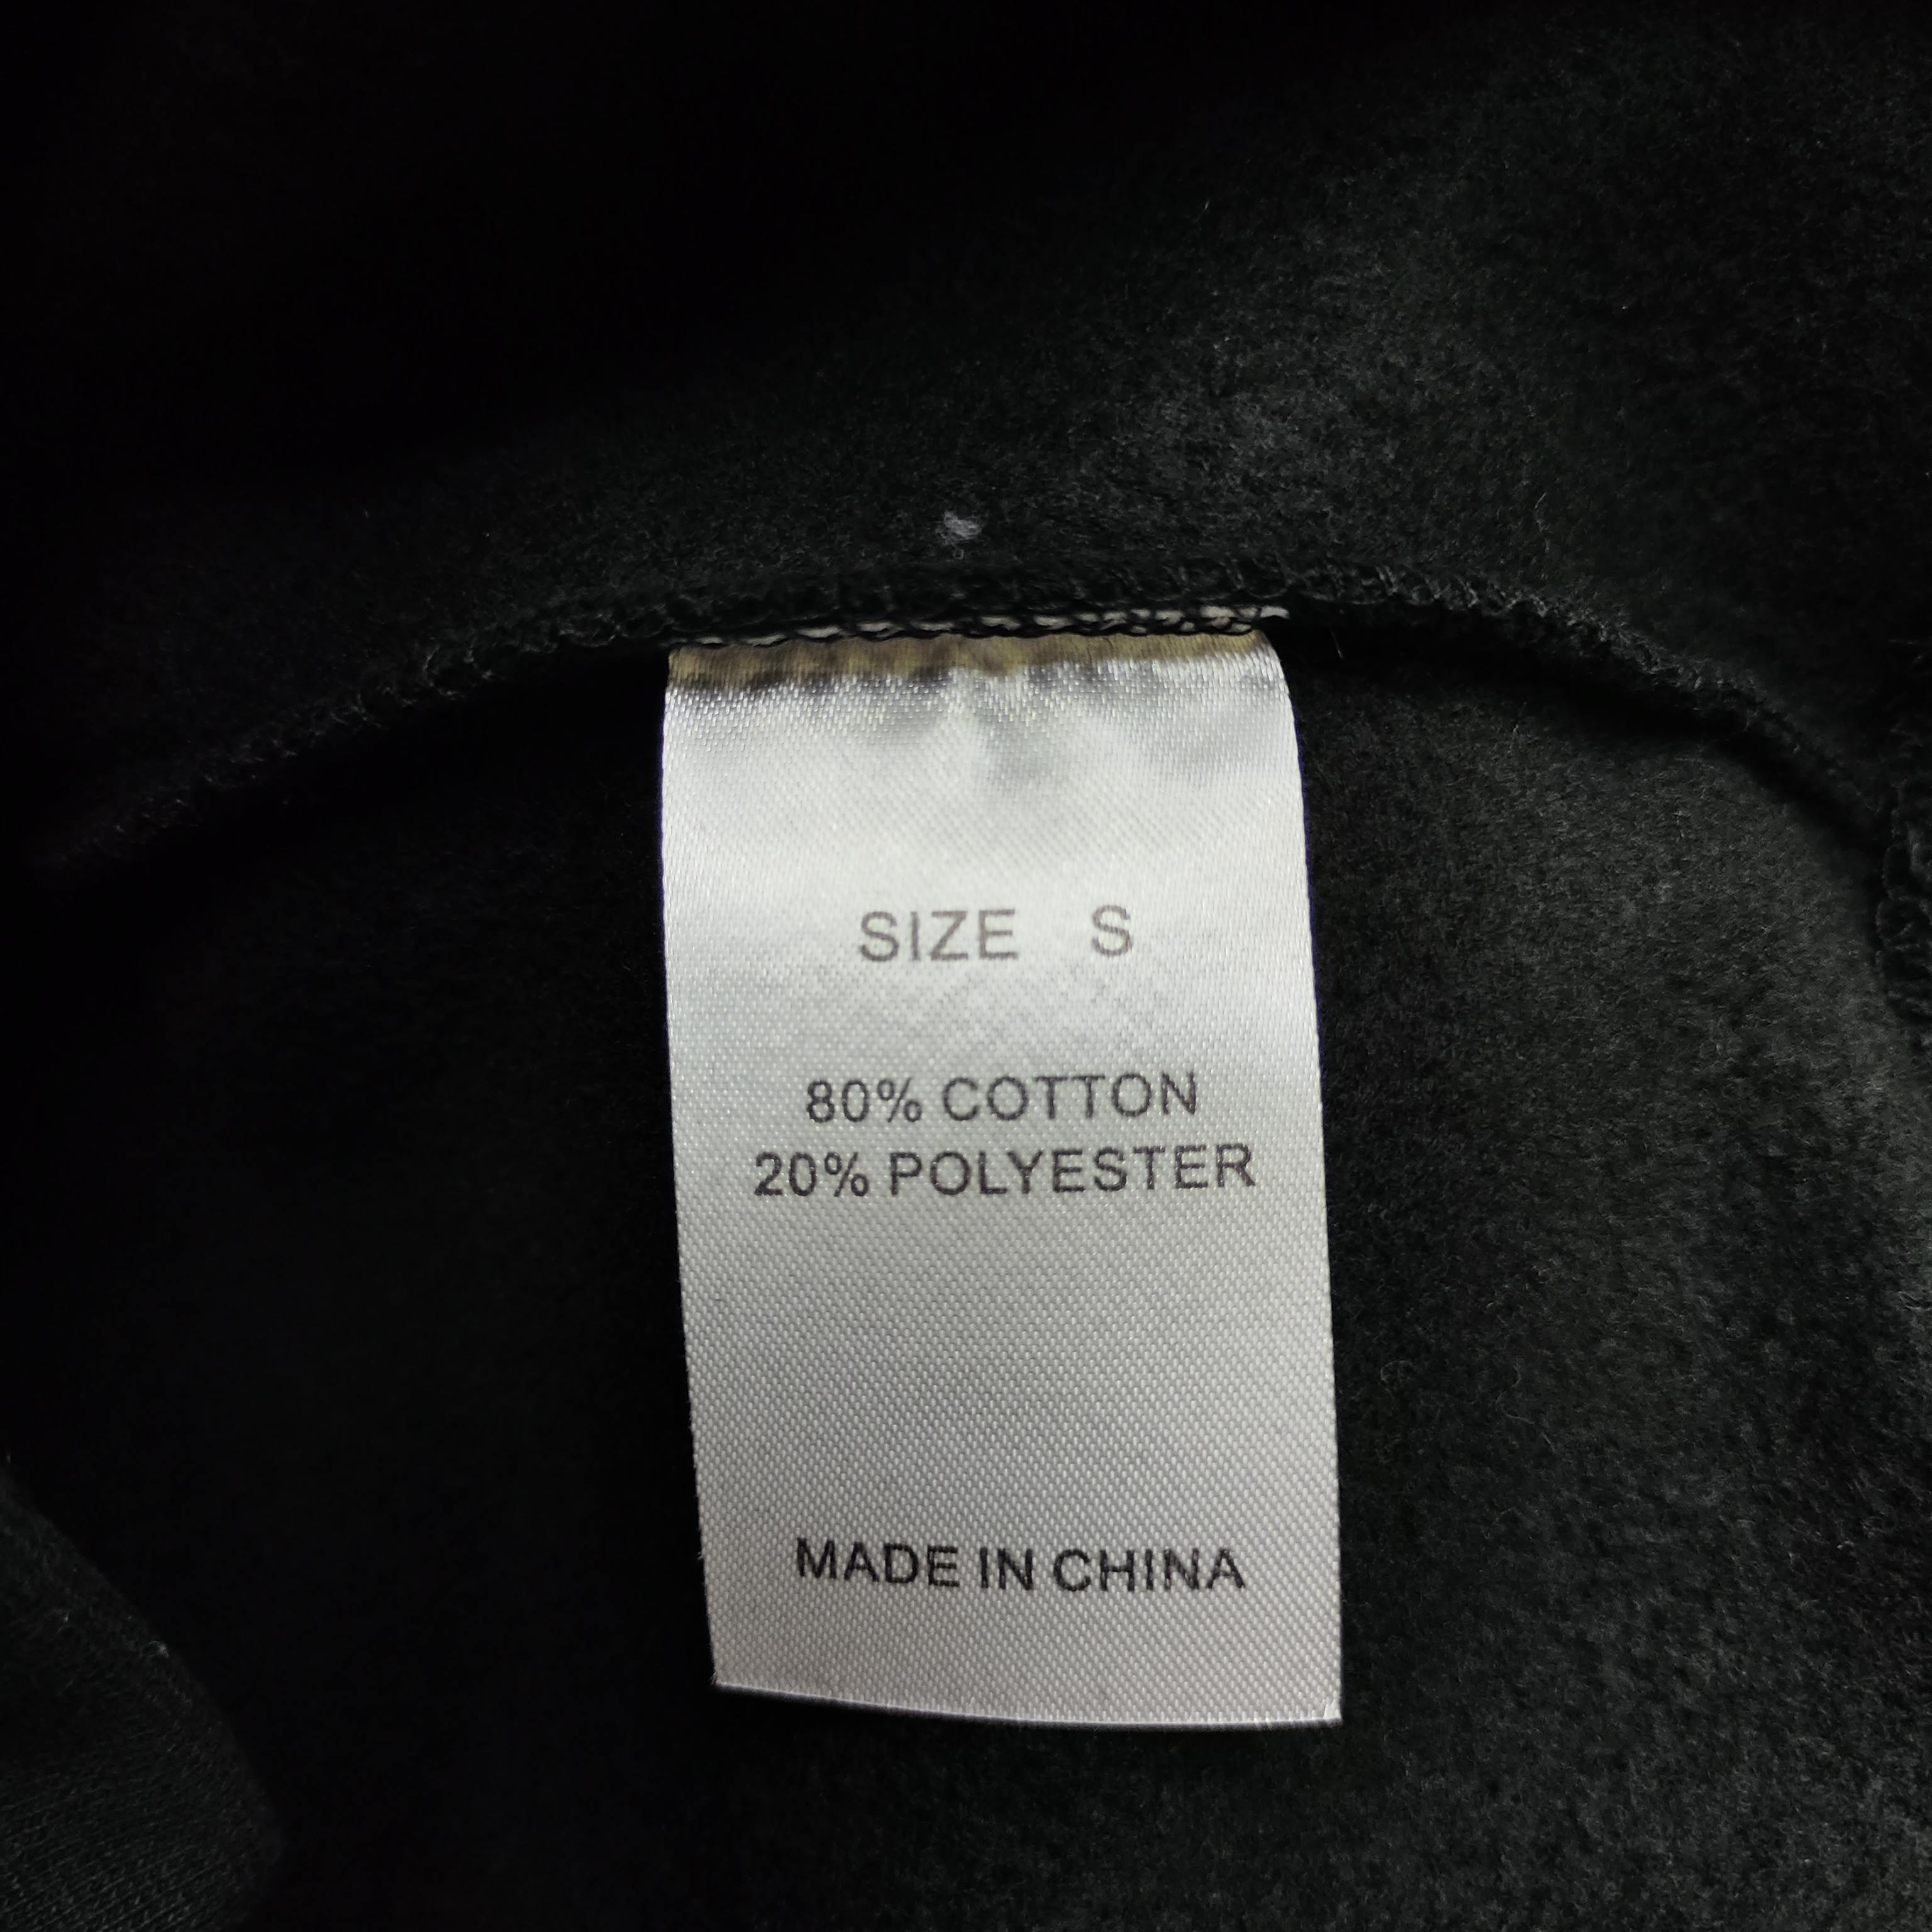 SIZE S
80% COTTON
20% POLYESTER
MADE IN CHINA